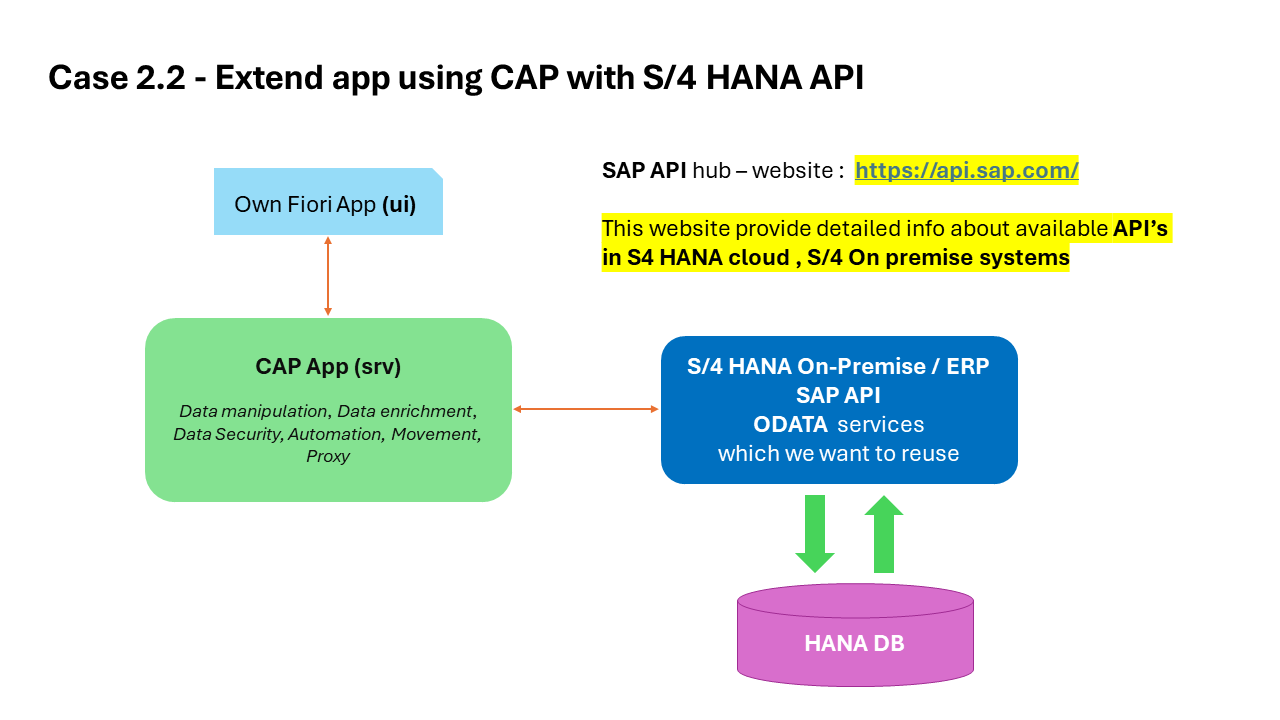 Case 2.2 - Extend app using CAP with S/4 HANA API
SAP API hub – website : https://api.sap.com/
Own Fiori App (ui)
This website provide detailed info about available API’s
in S4 HANA cloud , S/4 On premise systems
CAP App (srv)
Data manipulation, Data enrichment,
Data Security, Automation, Movement,
Proxy
S/4 HANA On-Premise / ERP
SAP API
ODATA services
which we want to reuse
HANA DB